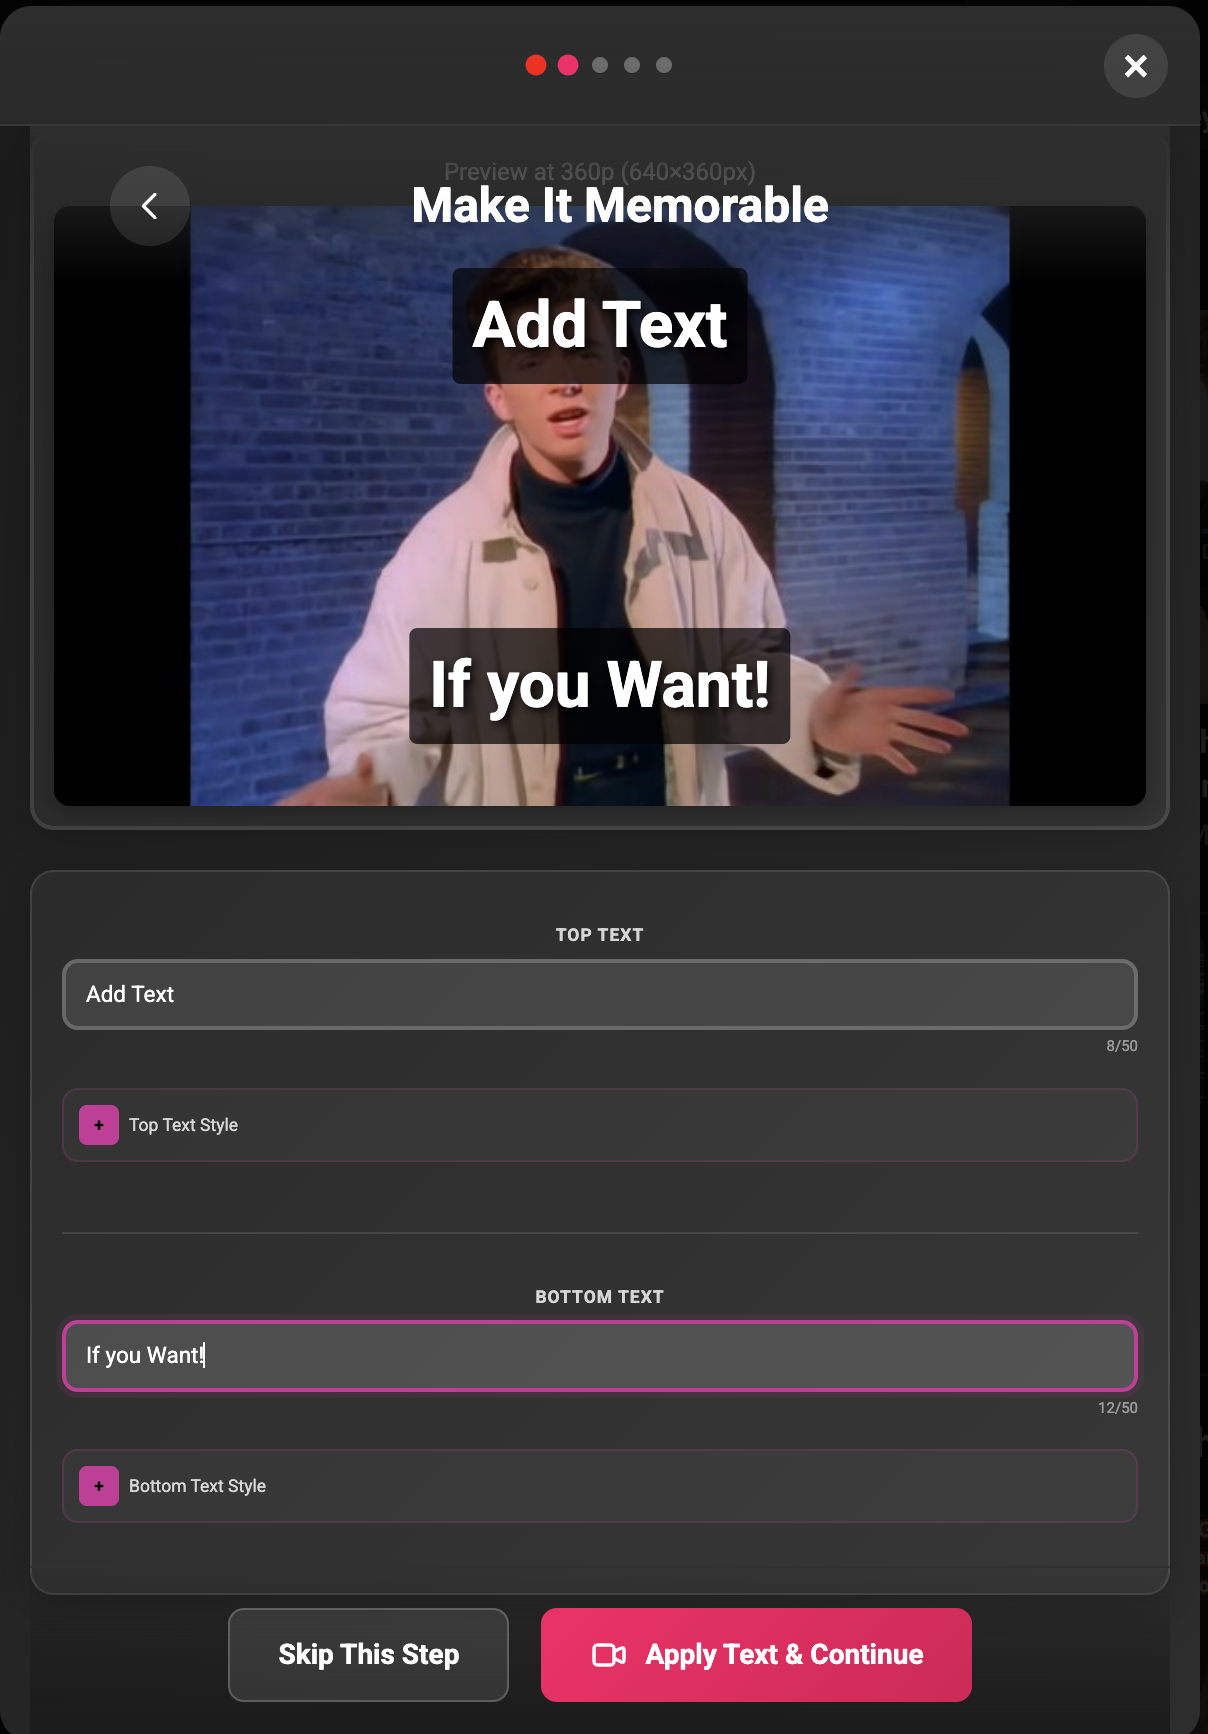 Preview at 360p (640×360px)
Make It Memorable
Add Text
If you Want!
TOP TEXT
Add Text
8/50
+ Top Text Style
BOTTOM TEXT
If you Want!
12/50
+ Bottom Text Style
Skip This Step
Apply Text & Continue